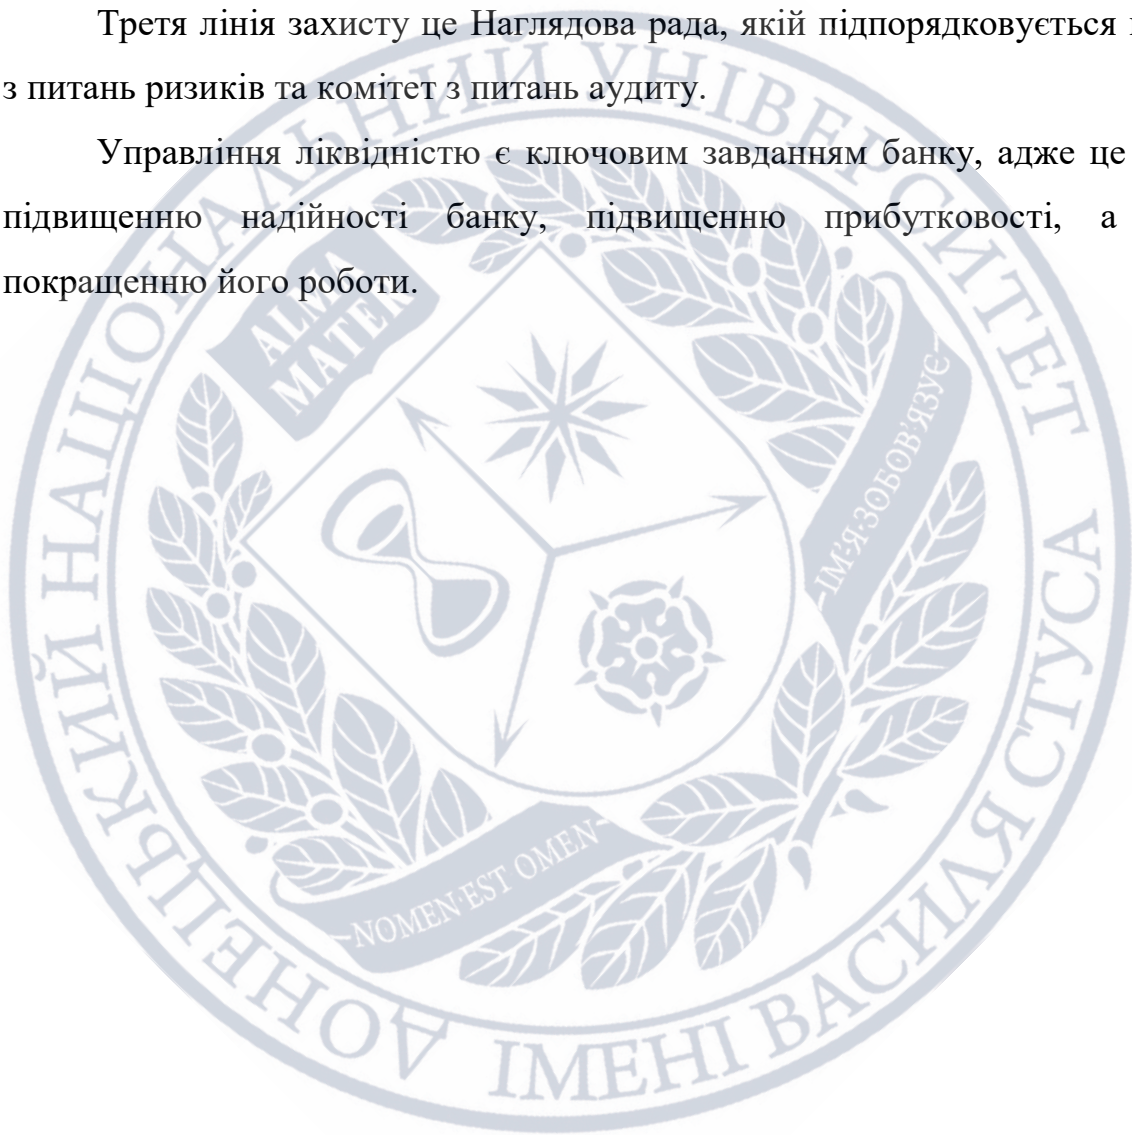 Третя лінія захисту це Наглядова рада, якій підпорядковується
з питань ризиків та комітет з питань аудиту.
Управління ліквідністю є ключовим завданням банку, адже це
підвищенню надійності банку, підвищенню прибутковості, а
покращенню його роботи.
ДОНЕЦЬКИЙ НАЦІОНАЛЬНИЙ УНІВЕРСИТЕТ ІМЕНІ ВАСИЛЯ СТУСА
ALMA
MATER
ІМ'Я·ЗОБОВ'ЯЗУЄ
NOMEN·EST OMEN